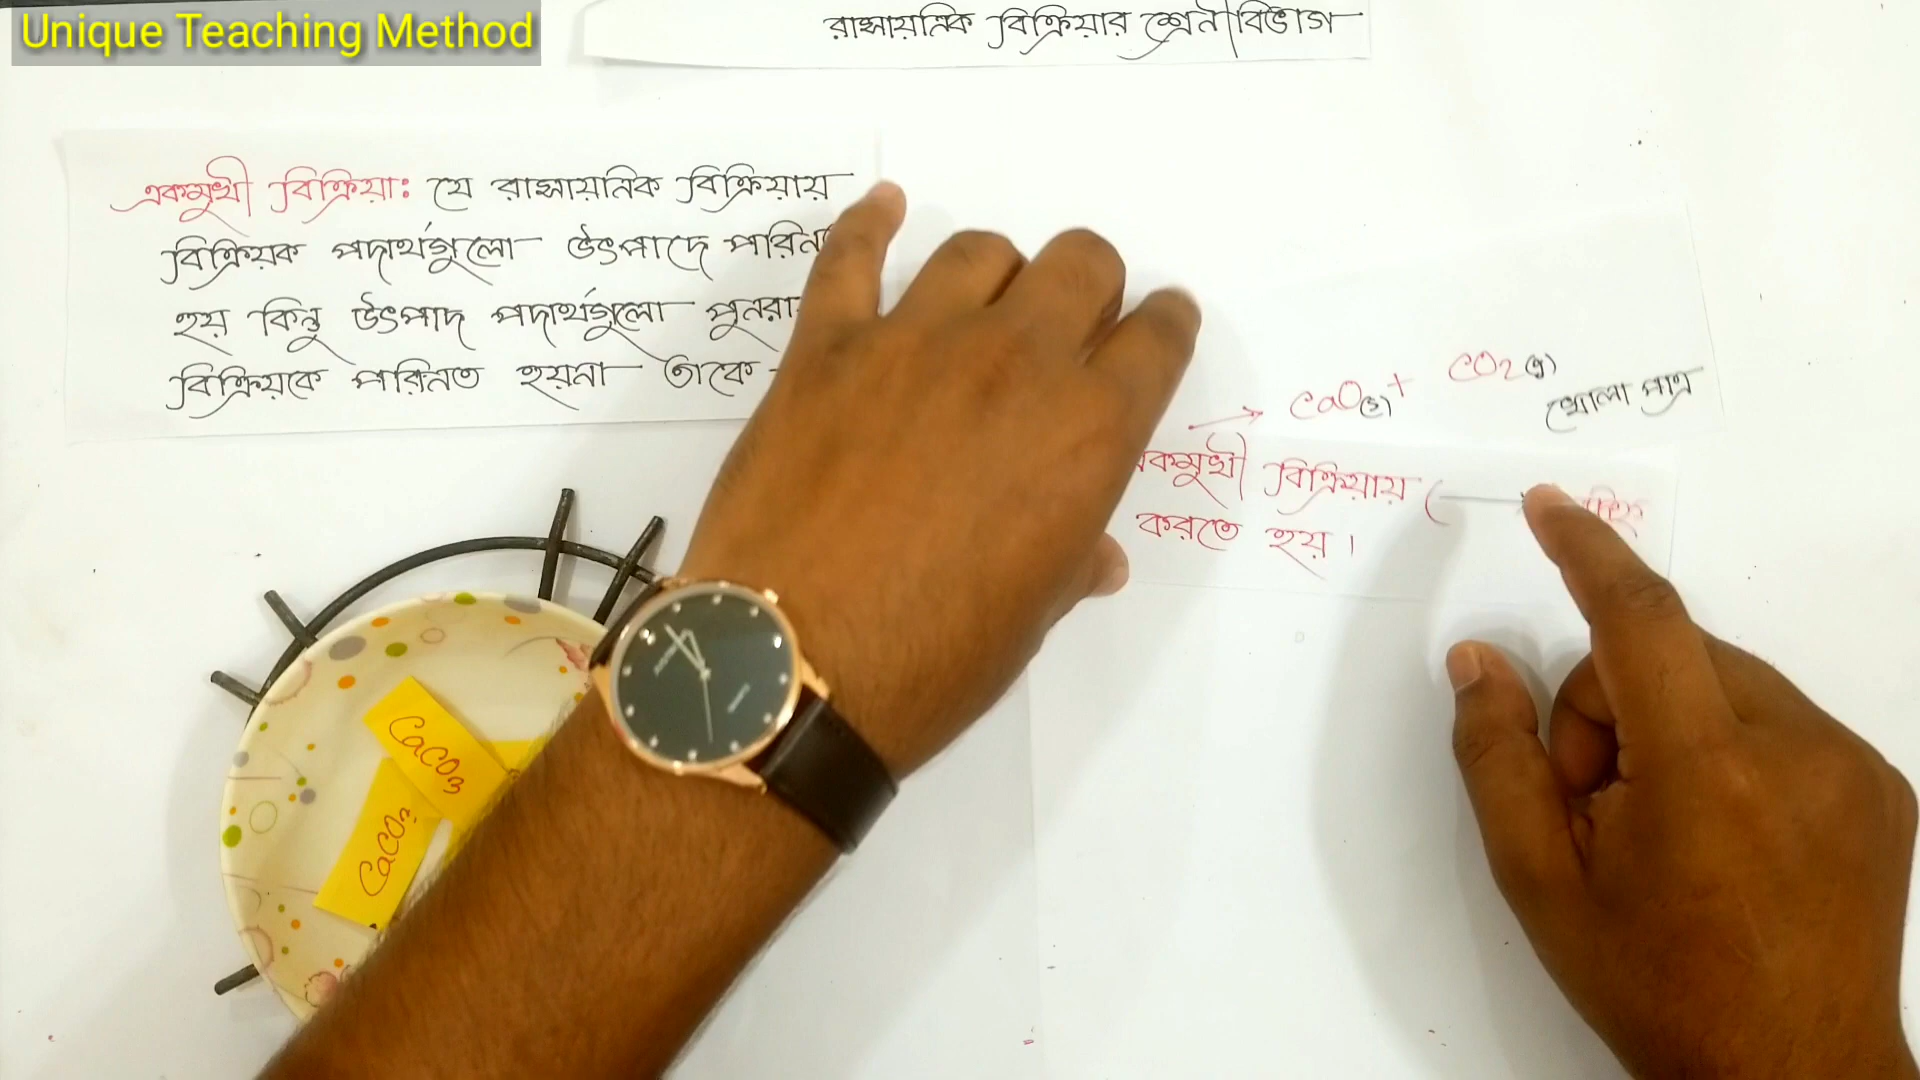 Unique Teaching Method
রাসায়নিক বিক্রিয়ার শ্রেনীবিভাগ
একমুখী বিক্রিয়াঃ যে রাসায়নিক বিক্রিয়ায়
বিক্রিয়ক পদার্থগুলো উৎপাদে
হয় কিন্তু উৎপাদ পদার্থগুলো
বিক্রিয়কে পরিনত হয়না তাকে -
→ CaO(s) + CO2(g)
খোলা পাত্র
বিক্রিয়ায় (
করতে হয়।
CaCO3
CaCO3